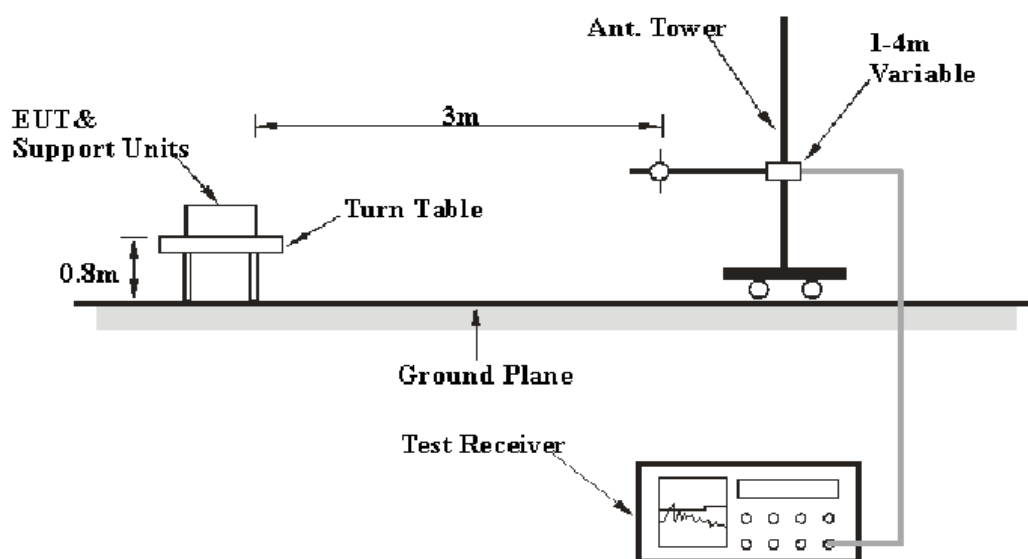 Ant. Tower
1-4m
Variable
EUT&
Support Units
3m
Turn Table
0.8m
Ground Plane
Test Receiver